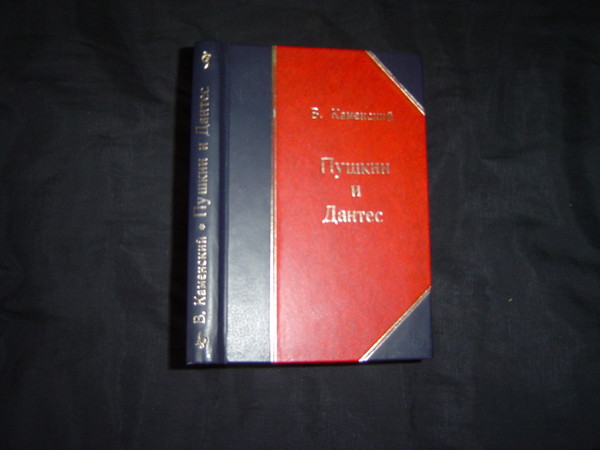 В. Каменский
Пушкин
и
Дантес
В. Каменский * Пушкин и Дантес